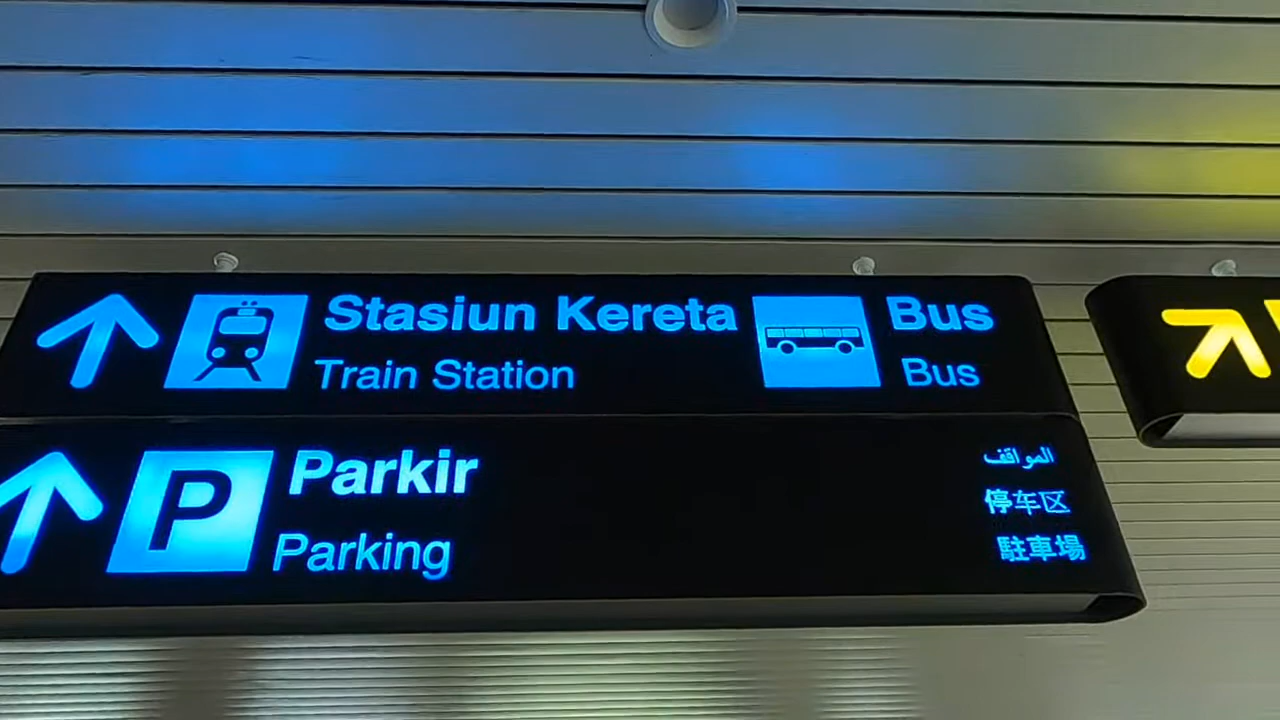 Stasiun Kereta
Train Station
Bus
Bus
P
Parkir
Parking
المواقف
停车区
駐車場